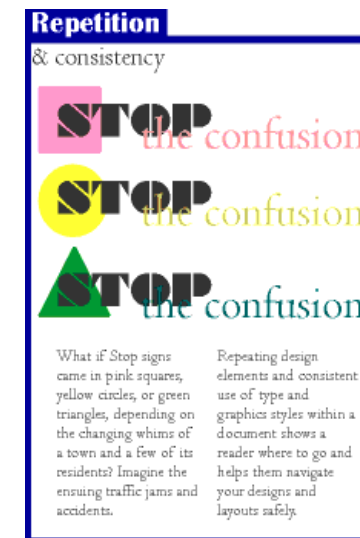 Repetition
& consistency
STOP
the confusion
STOP
the confusion
STOP
the confusion
What if Stop signs
came in pink squares,
yellow circles, or green
triangles, depending on
the changing whims of
a town and a few of its
residents? Imagine the
ensuing traffic jams and
accidents.
Repeating design
elements and consistent
use of type and
graphics styles within a
document shows a
reader where to go and
helps them navigate
your designs and
layouts safely.